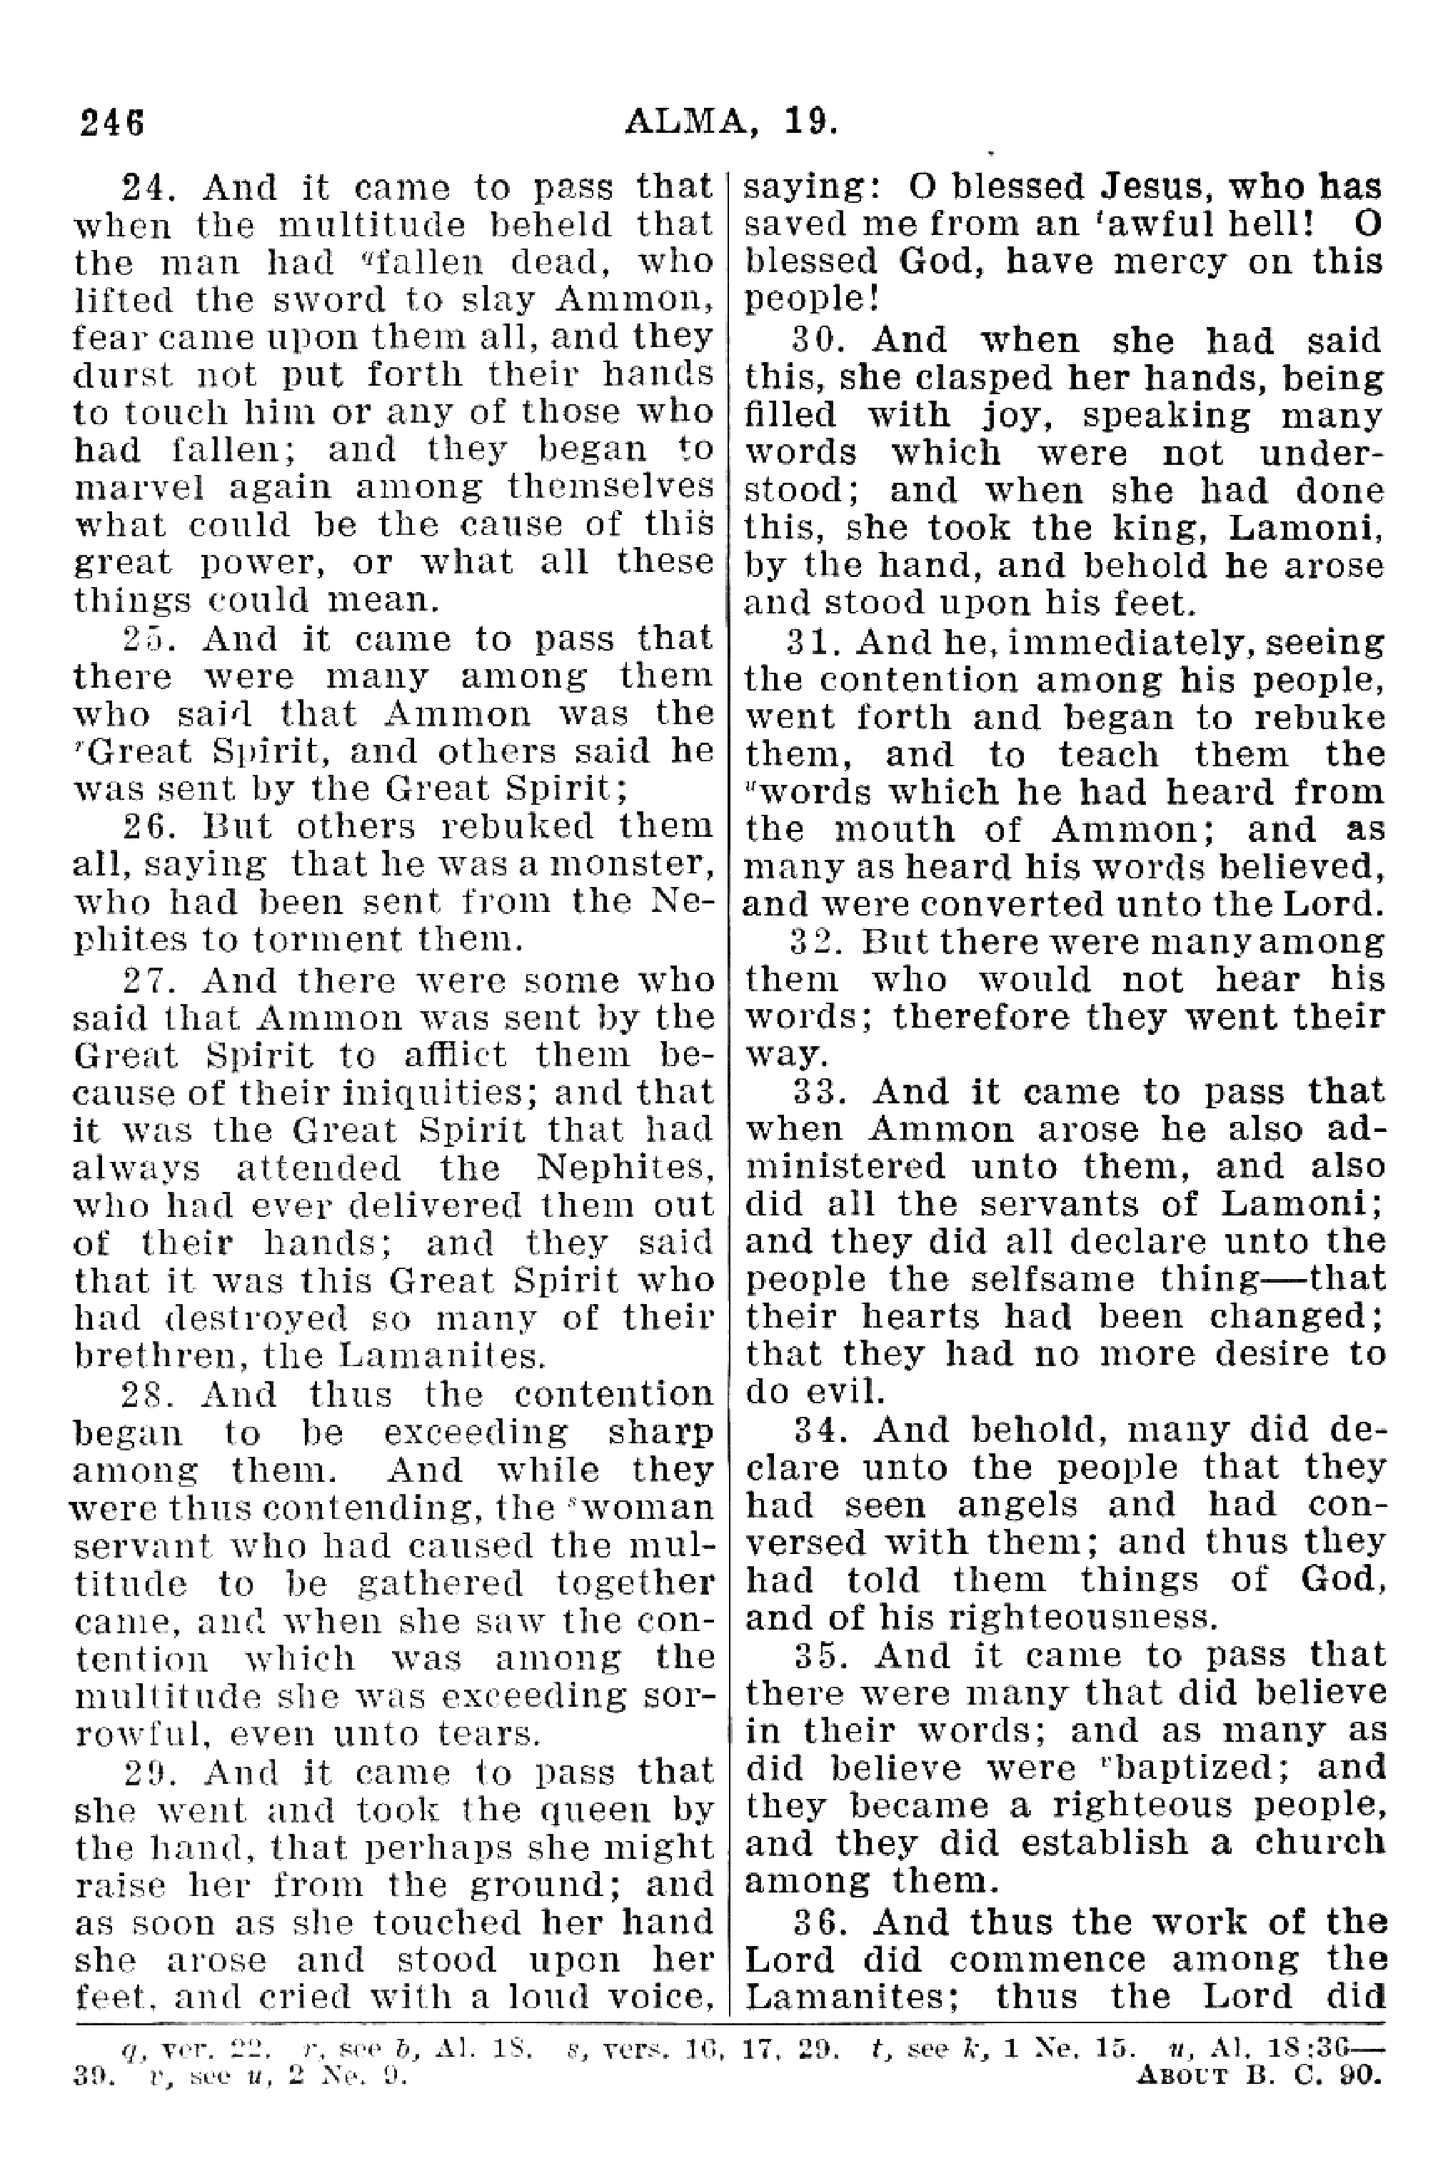 246
ALMA, 19.
24. And it came to pass that
when the multitude beheld that
the man had qfallen dead, who
lifted the sword to slay Ammon,
fear came upon them all, and they
durst not put forth their hands
to touch him or any of those who
had fallen; and they began to
marvel again among themselves
what could be the cause of this
great power, or what all these
things could mean.
25. And it came to pass that
there were many among them
who said that Ammon was the
rGreat Spirit, and others said he
was sent by the Great Spirit;
26. But others rebuked them
all, saying that he was a monster,
who had been sent from the Ne-
phites to torment them.
27. And there were some who
said that Ammon was sent by the
Great Spirit to afflict them be-
cause of their iniquities; and that
it was the Great Spirit that had
always attended the Nephites,
who had ever delivered them out
of their hands; and they said
that it was this Great Spirit who
had destroyed so many of their
brethren, the Lamanites.
28. And thus the contention
began to be exceeding sharp
among them. And while they
were thus contending, the swoman
servant who had caused the mul-
titude to be gathered together
came, and when she saw the con-
tention which was among the
multitude she was exceeding sor-
rowful, even unto tears.
29. And it came to pass that
she went and took the queen by
the hand, that perhaps she might
raise her from the ground; and
as soon as she touched her hand
she arose and stood upon her
feet, and cried with a loud voice,
saying: O blessed Jesus, who has
saved me from an tawful hell! O
blessed God, have mercy on this
people!
30. And when she had said
this, she clasped her hands, being
filled with joy, speaking many
words which were not under-
stood; and when she had done
this, she took the king, Lamoni,
by the hand, and behold he arose
and stood upon his feet.
31. And he, immediately, seeing
the contention among his people,
went forth and began to rebuke
them, and to teach them the
uwords which he had heard from
the mouth of Ammon; and as
many as heard his words believed,
and were converted unto the Lord.
32. But there were many among
them who would not hear his
words; therefore they went their
way.
33. And it came to pass that
when Ammon arose he also ad-
ministered unto them, and also
did all the servants of Lamoni;
and they did all declare unto the
people the selfsame thing—that
their hearts had been changed;
that they had no more desire to
do evil.
34. And behold, many did de-
clare unto the people that they
had seen angels and had con-
versed with them; and thus they
had told them things of God,
and of his righteousness.
35. And it came to pass that
there were many that did believe
in their words; and as many as
did believe were vbaptized; and
they became a righteous people,
and they did establish a church
among them.
36. And thus the work of the
Lord did commence among the
Lamanites; thus the Lord did
q, ver. 22. r, see b, Al. 18. s, vers. 16, 17, 29. t, see k, 1 Ne. 15. u, Al. 18:36—
39. v, see u, 2 Ne. 9.
ABOUT B. C. 90.